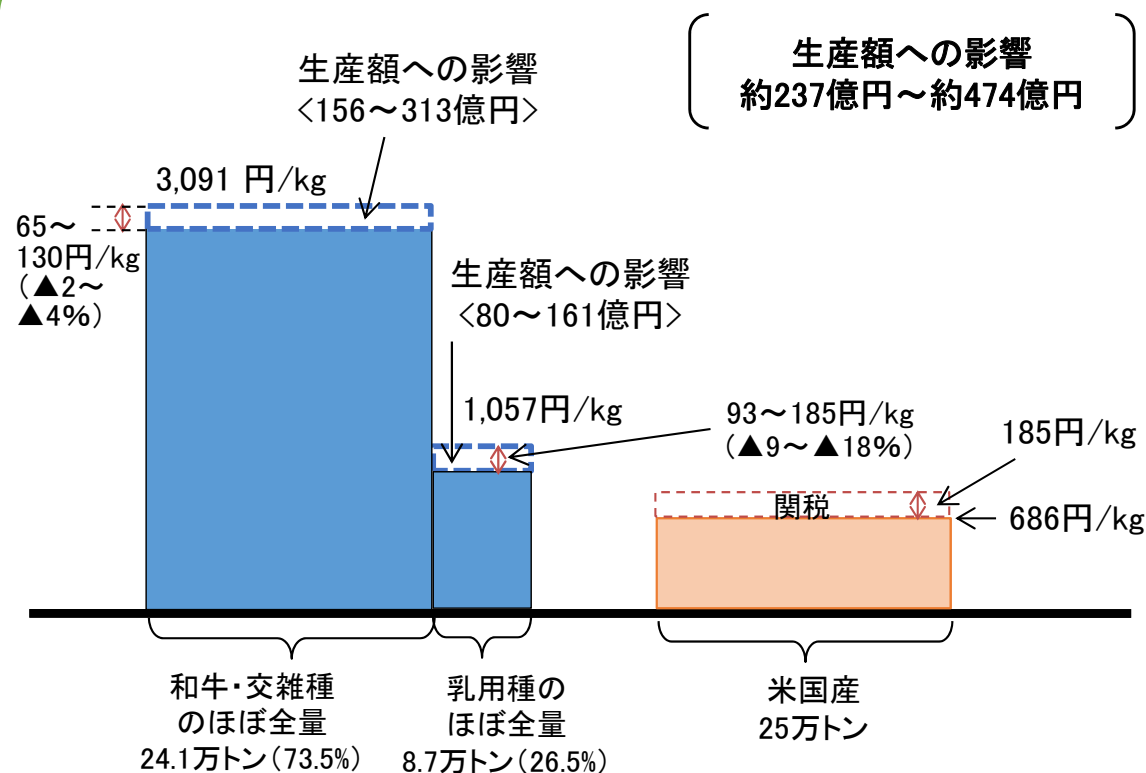 生産額への影響
約237億円～約474億円
生産額への影響
<156～313億円>
3,091 円/kg
65～
130円/kg
(▲2～
▲4%)
生産額への影響
<80～161億円>
1,057円/kg
93～185円/kg
(▲9～▲18%)
185円/kg
関税
686円/kg
和牛・交雑種
のほぼ全量
24.1万トン(73.5%)
乳用種の
ほぼ全量
8.7万トン(26.5%)
米国産
25万トン